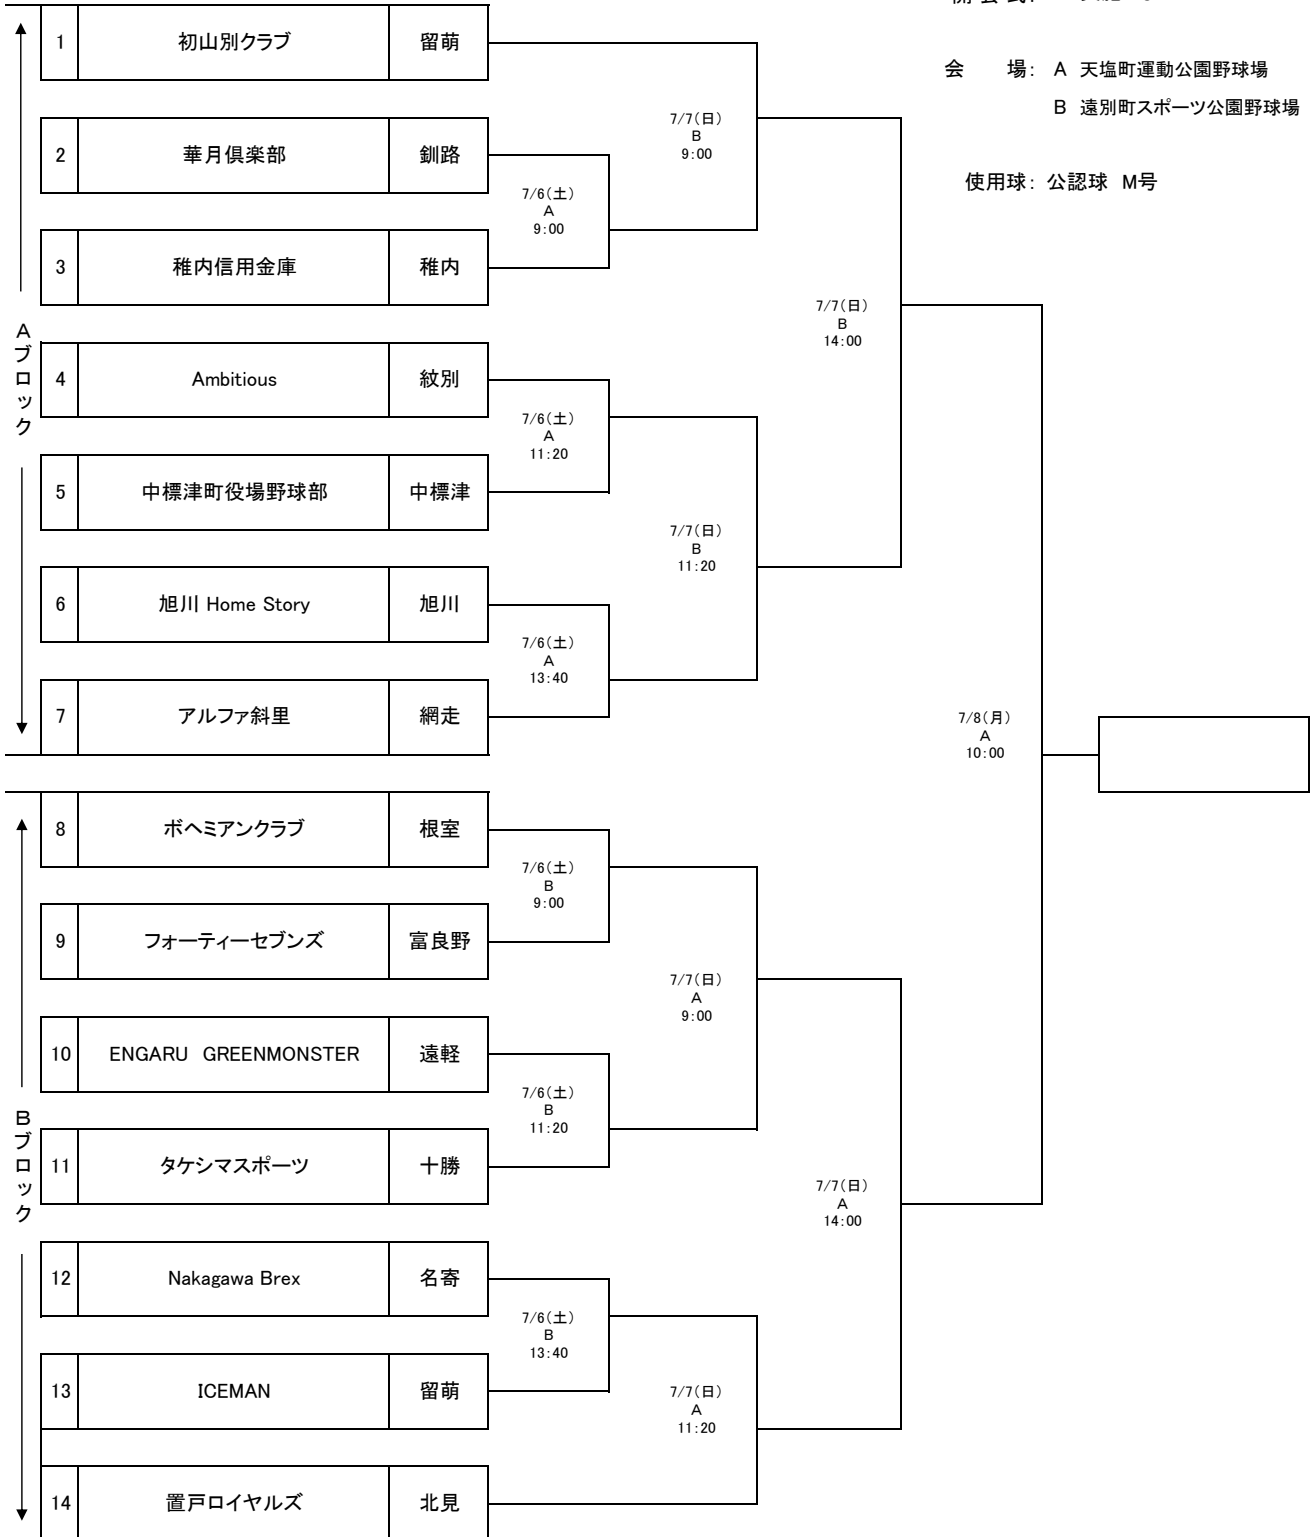 会　場： A 天塩町運動公園野球場
B 遠別町スポーツ公園野球場
使用球： 公認球 M号
Aブロック
1 初山別クラブ 留萌
2 華月倶楽部 釧路
3 稚内信用金庫 稚内
4 Ambitious 紋別
5 中標津町役場野球部 中標津
6 旭川 Home Story 旭川
7 アルファ斜里 網走
Bブロック
8 ボヘミアンクラブ 根室
9 フォーティーセブンズ 富良野
10 ENGARU GREENMONSTER 遠軽
11 タケシマスポーツ 十勝
12 Nakagawa Brex 名寄
13 ICEMAN 留萌
14 置戸ロイヤルズ 北見
7/6(土)
A
9:00
7/6(土)
A
11:20
7/6(土)
A
13:40
7/6(土)
B
9:00
7/6(土)
B
11:20
7/6(土)
B
13:40
7/7(日)
B
9:00
7/7(日)
B
11:20
7/7(日)
A
9:00
7/7(日)
A
11:20
7/7(日)
B
14:00
7/7(日)
A
14:00
7/8(月)
A
10:00